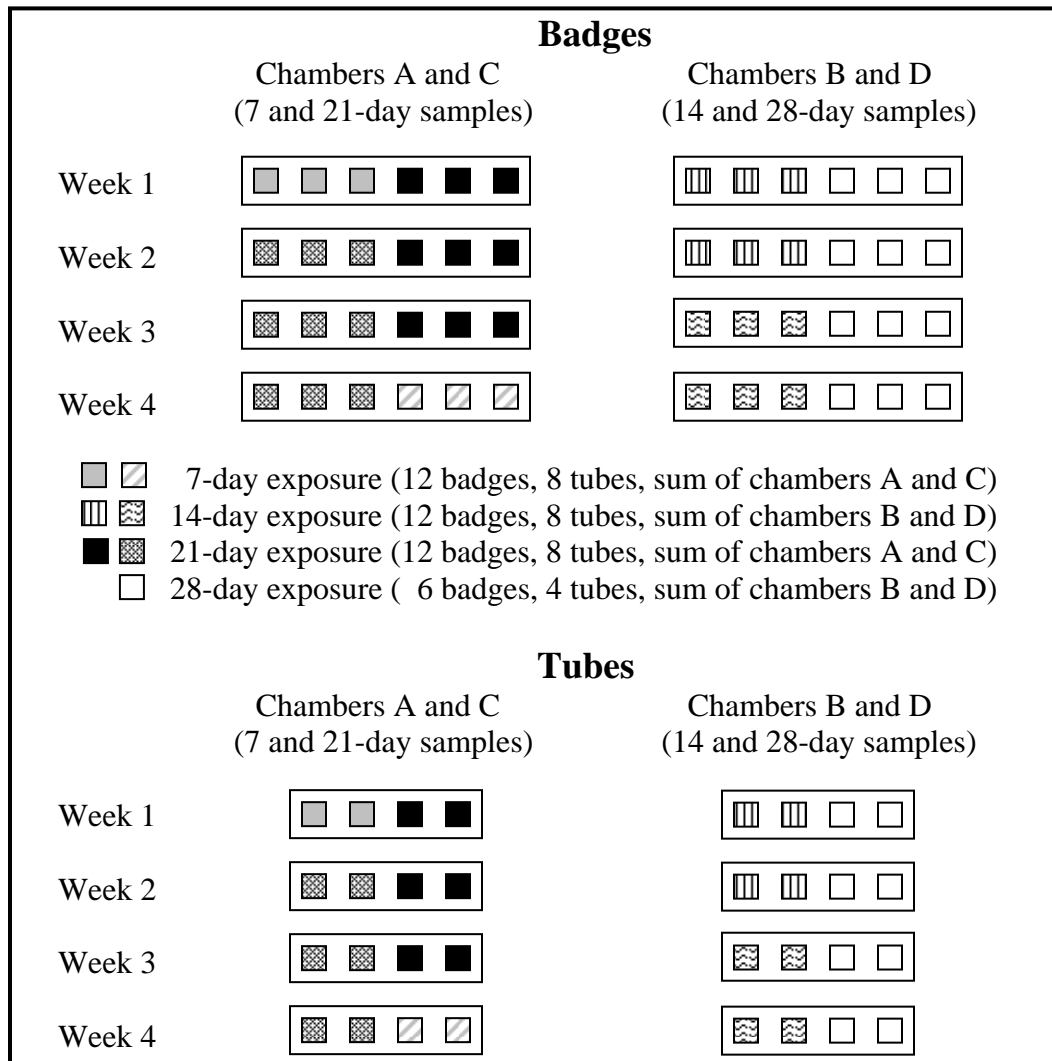 Badges
Chambers A and C
(7 and 21-day samples)
Chambers B and D
(14 and 28-day samples)
Week 1
Week 2
Week 3
Week 4
7-day exposure (12 badges, 8 tubes, sum of chambers A and C)
14-day exposure (12 badges, 8 tubes, sum of chambers B and D)
21-day exposure (12 badges, 8 tubes, sum of chambers A and C)
28-day exposure ( 6 badges, 4 tubes, sum of chambers B and D)
Tubes
Chambers A and C
(7 and 21-day samples)
Chambers B and D
(14 and 28-day samples)
Week 1
Week 2
Week 3
Week 4